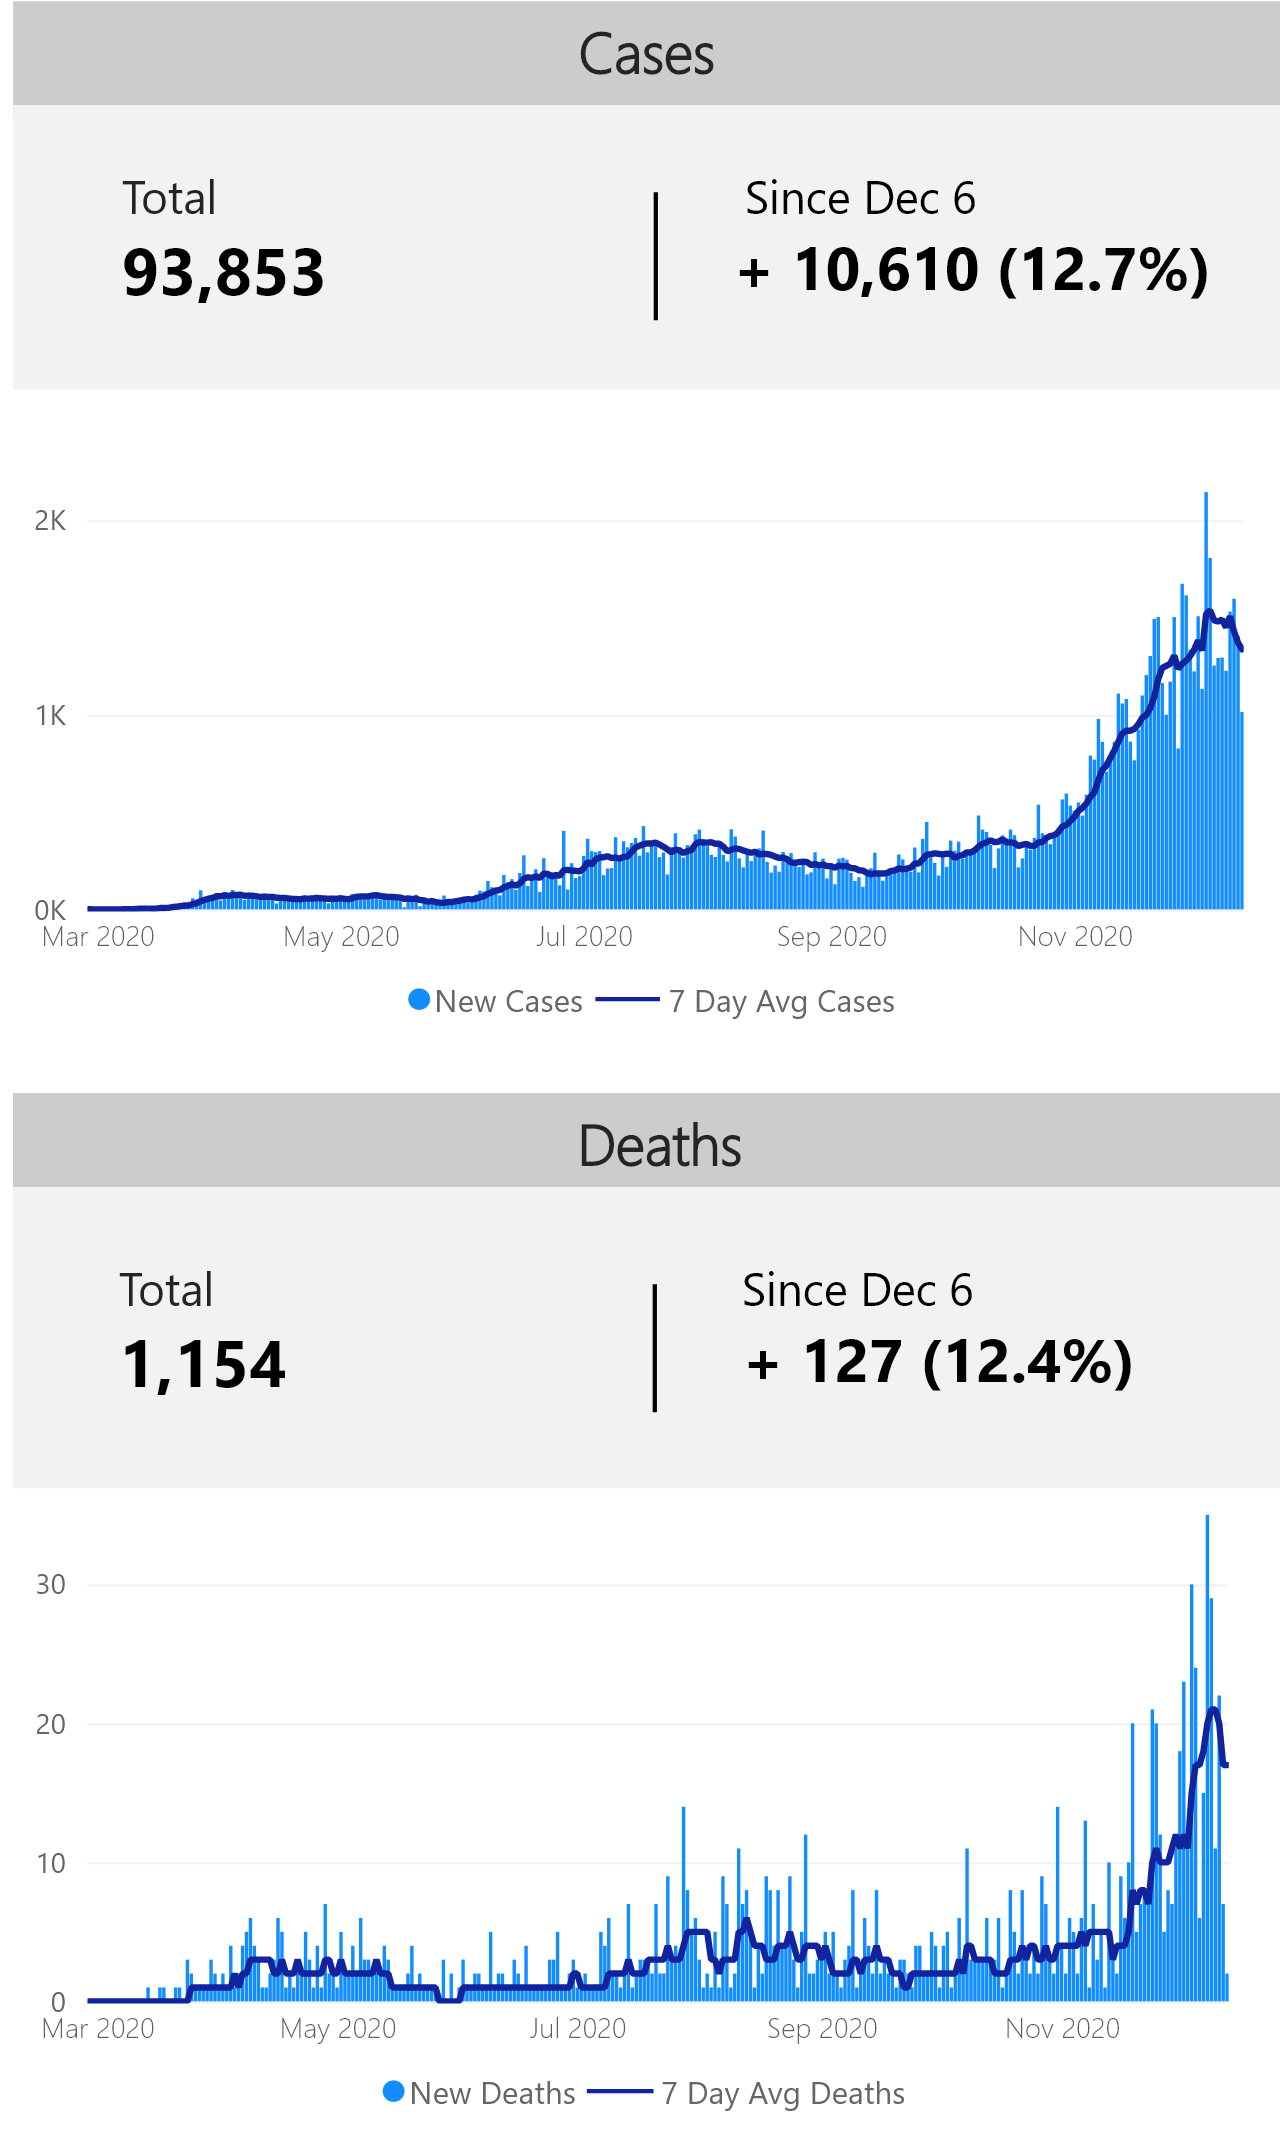 Cases
Total
Since Dec 6
93,853
+ 10,610 (12.7%)
2K
1K
0K
Mar 2020 May 2020 Jul 2020 Sep 2020 Nov 2020
New Cases 7 Day Avg Cases
Deaths
Total
Since Dec 6
1,154
+ 127 (12.4%)
30
20
10
0
Mar 2020 May 2020 Jul 2020 Sep 2020 Nov 2020
New Deaths 7 Day Avg Deaths